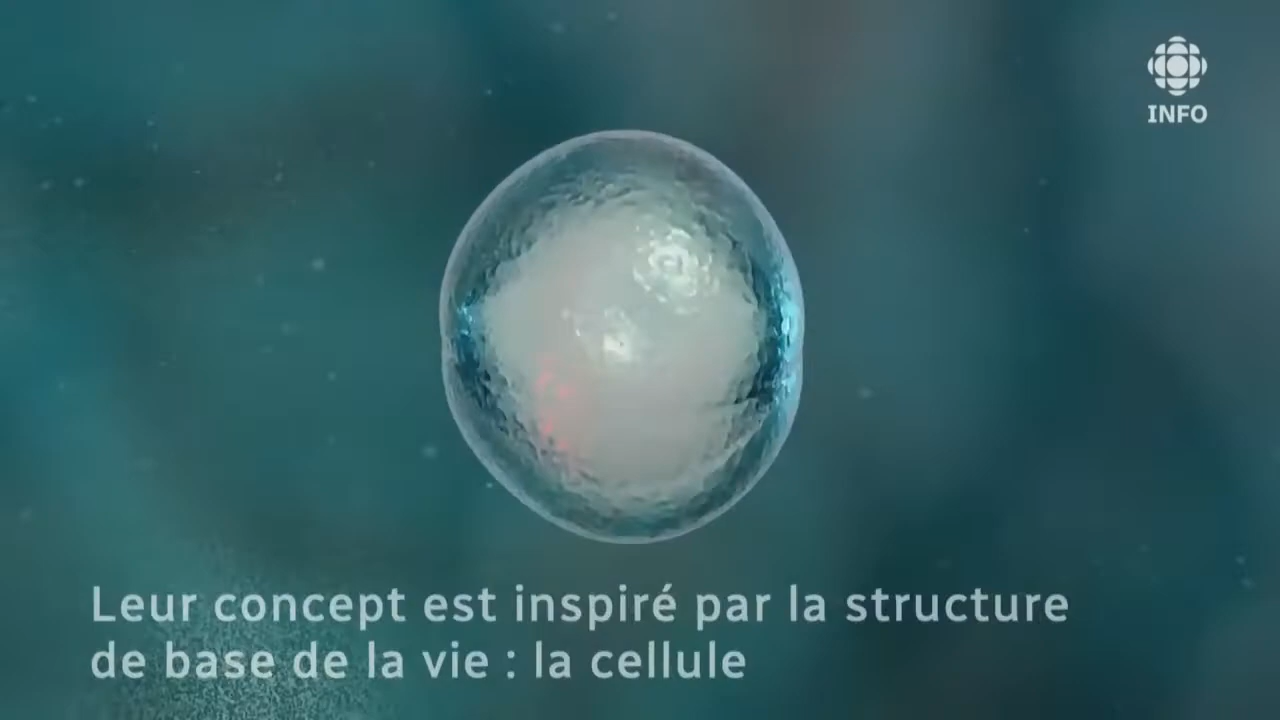 INFO
Leur concept est inspiré par la structure
de base de la vie : la cellule